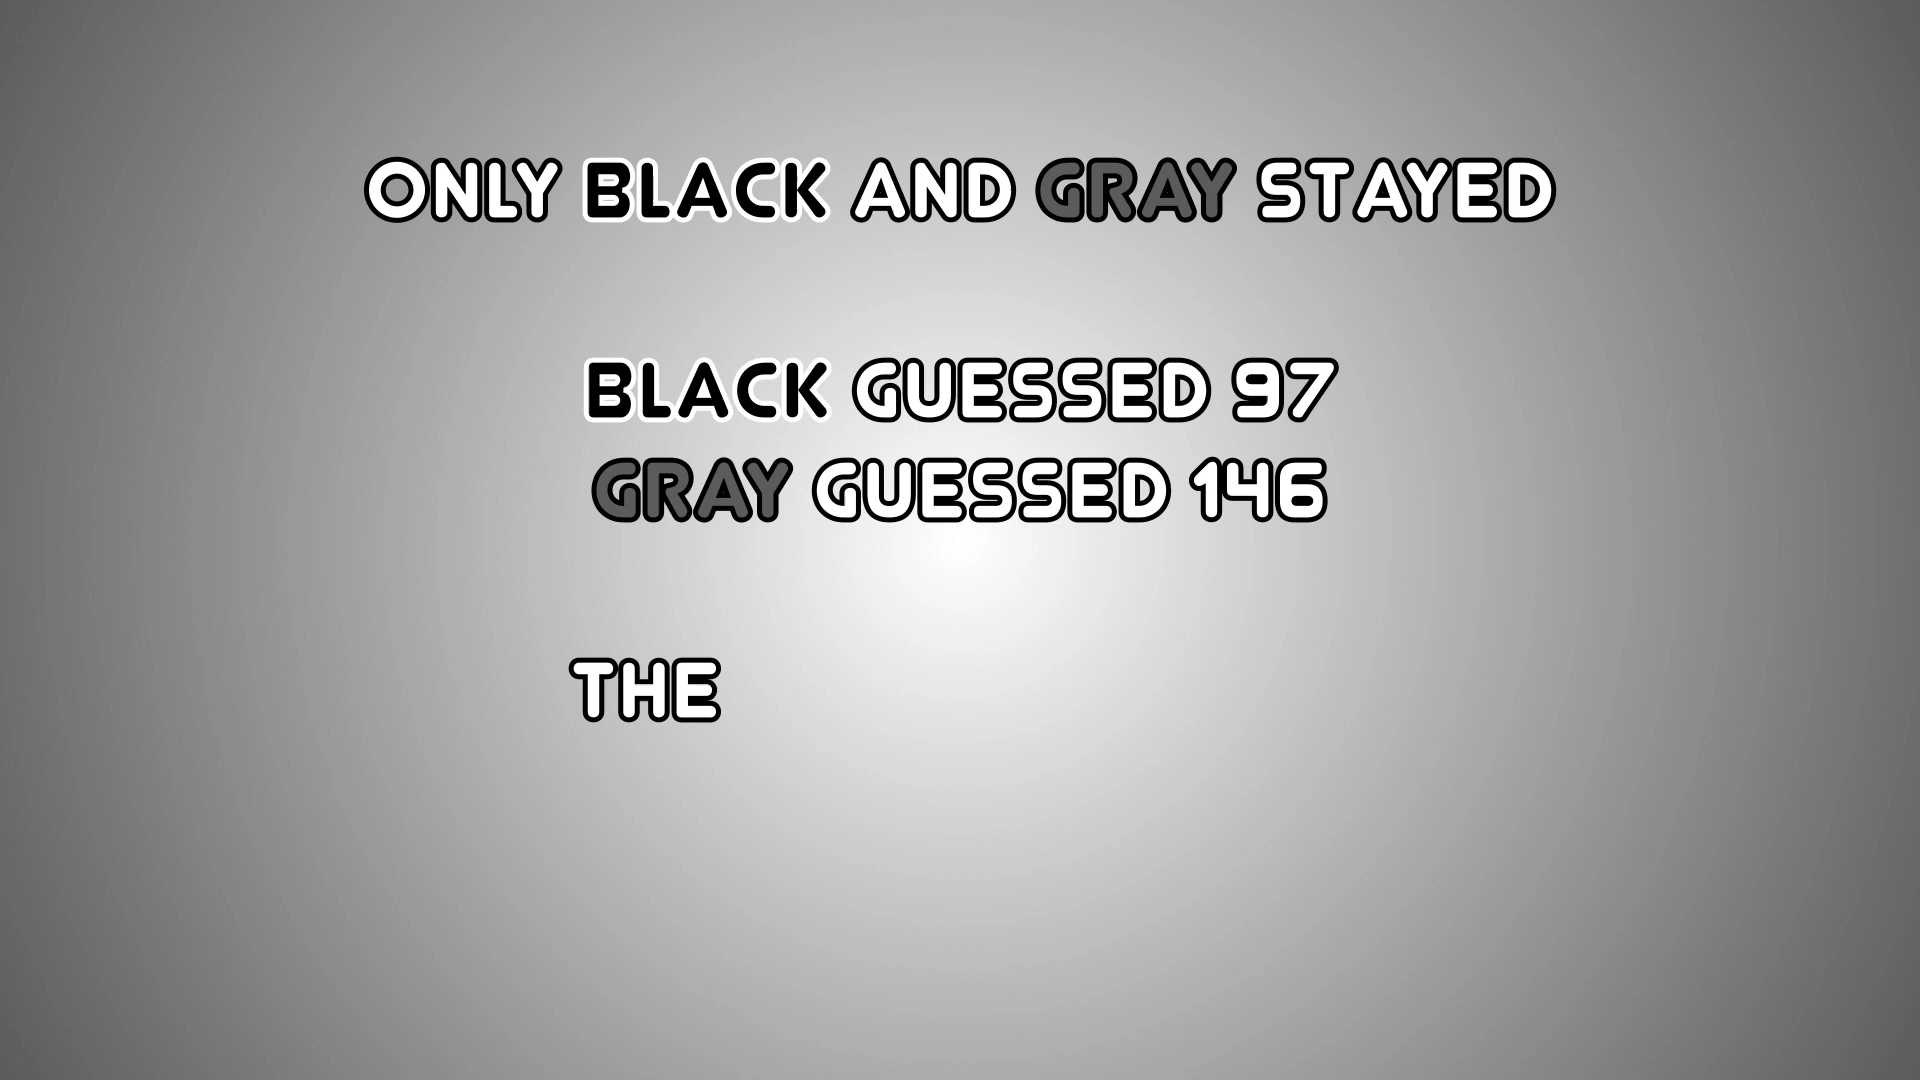 ONLY BLACK AND GRAY STAYED
BLACK GUESSED 97
GRAY GUESSED 146
THE